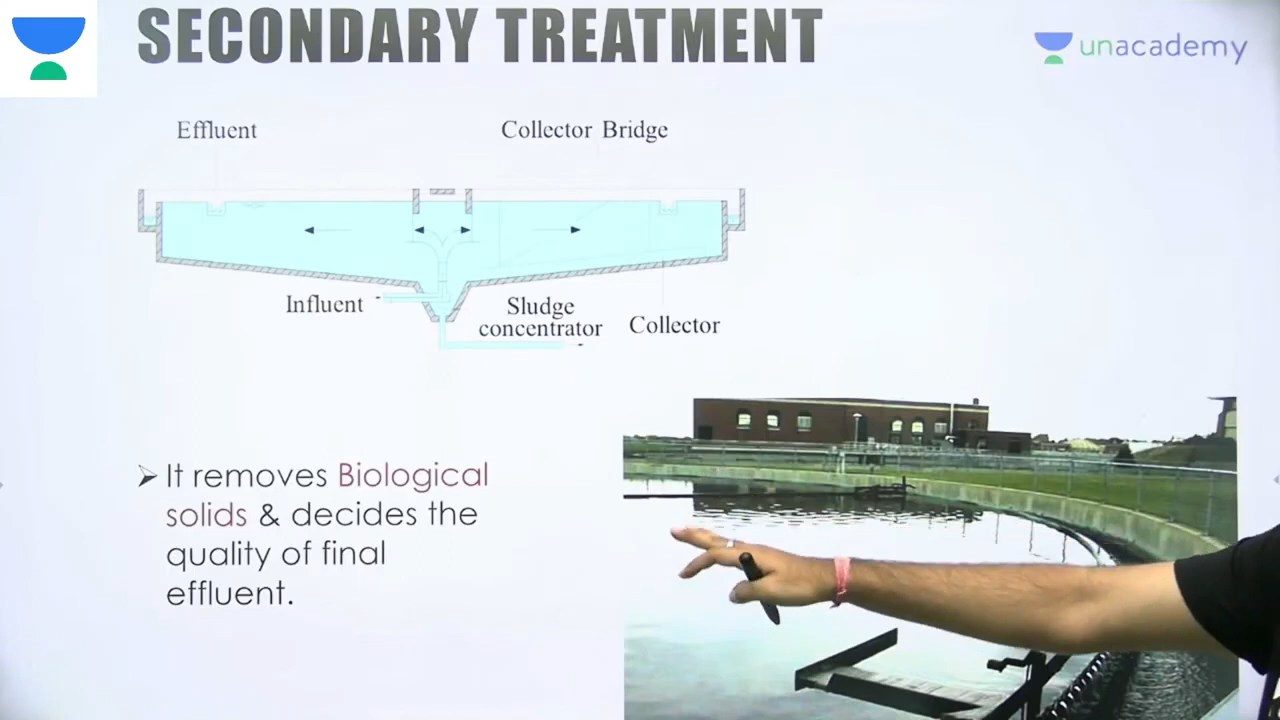 SECONDARY TREATMENT
unacademy
Effluent
Collector Bridge
Influent
Sludge
concentrator
Collector
It removes Biological
solids & decides the
quality of final
effluent.